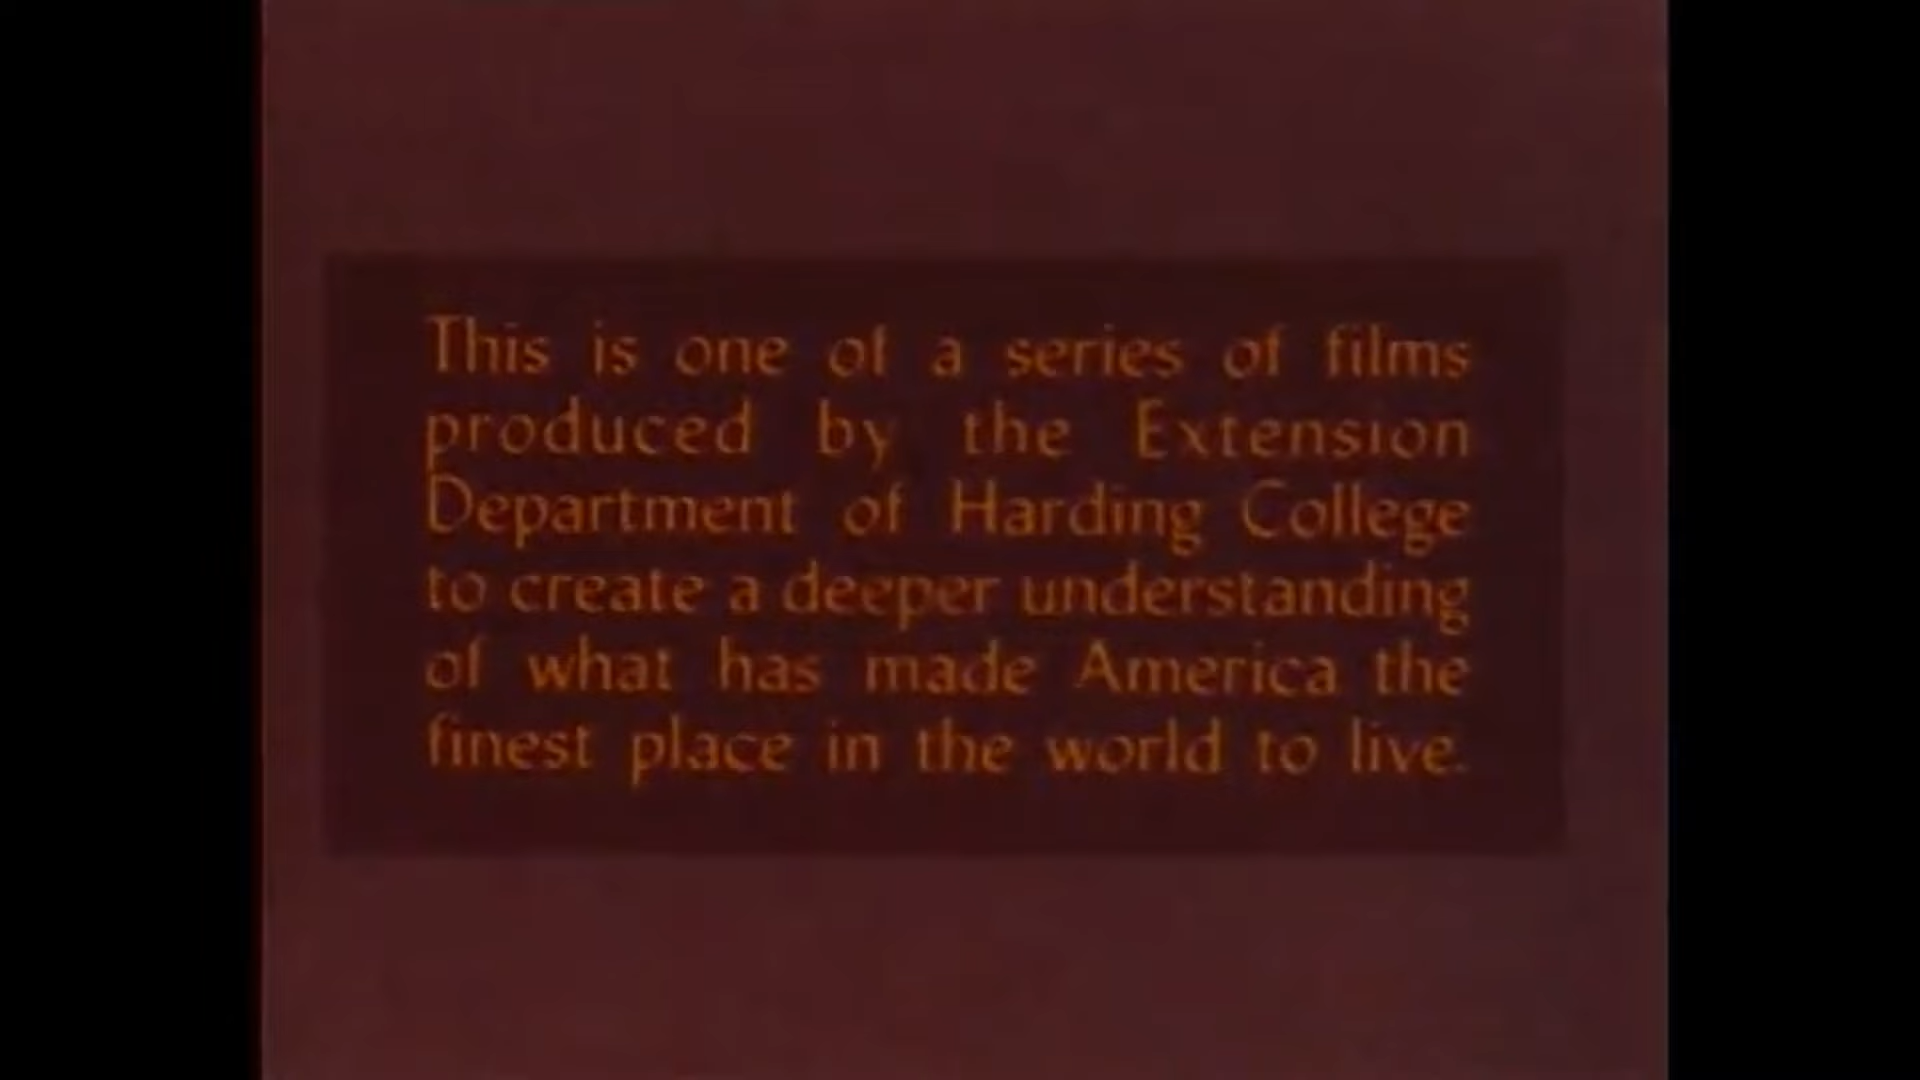 This is one of a series of films
produced by the Extension
Department of Harding College
to create a deeper understanding
of what has made America the
finest place in the world to live.